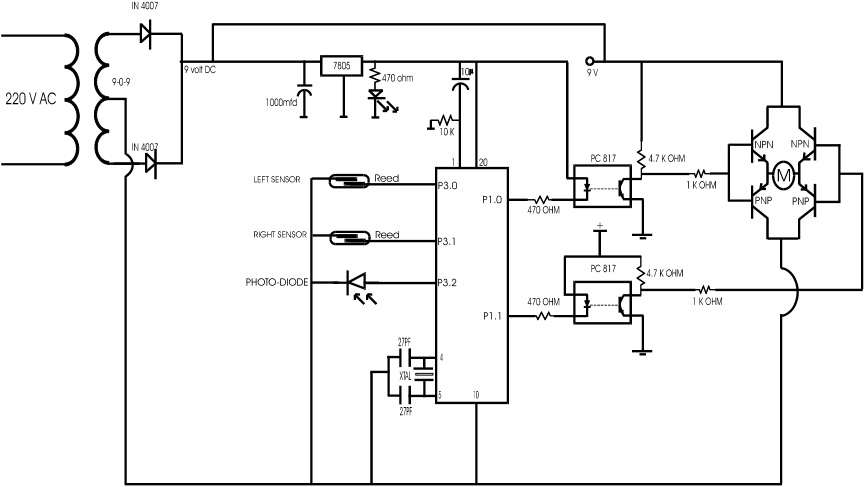 IN 4007
220 V AC
9-0-9
IN 4007
9 volt DC
7805
1000mfd
470 ohm
10µ
10 K
9 V
1
20
LEFT SENSOR
Reed
P3.0
RIGHT SENSOR
Reed
P3.1
PHOTO-DIODE
P3.2
P1.0
470 OHM
PC 817
4.7 K OHM
1 K OHM
NPN
NPN
M
PNP
PNP
+
PC 817
4.7 K OHM
1 K OHM
P1.1
470 OHM
27PF
XTAL
27PF
4
5
10